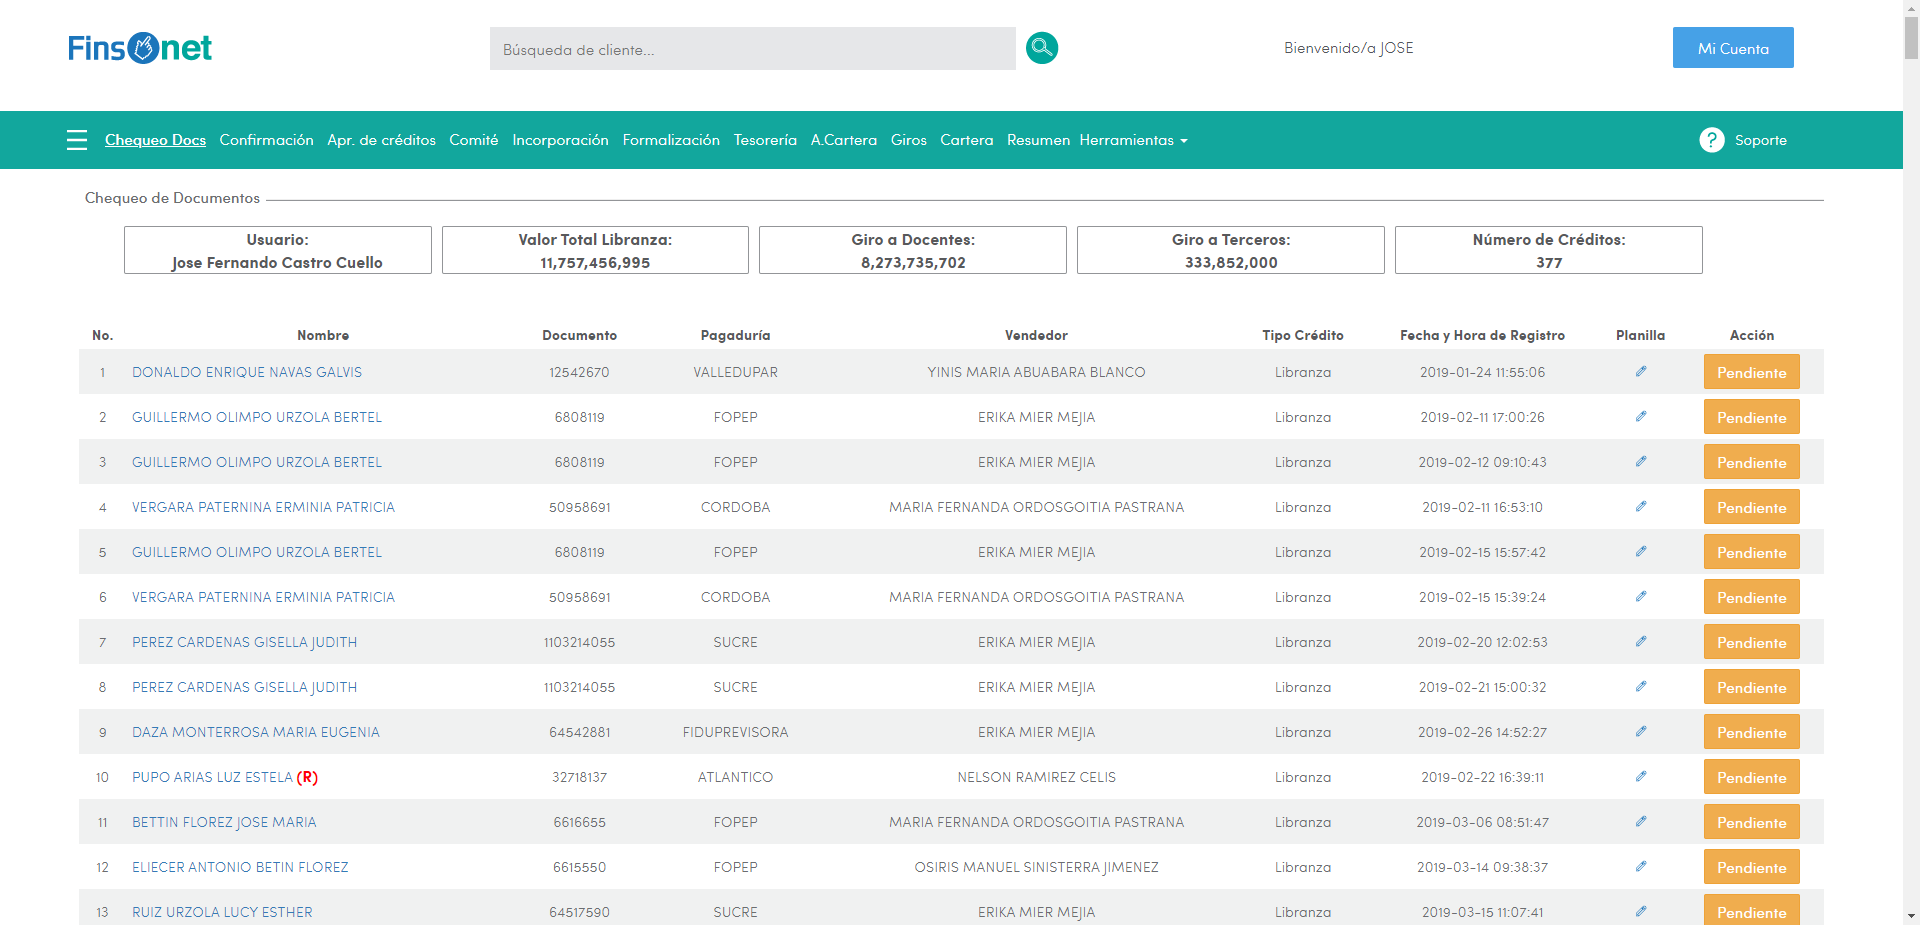 Finsonet
Búsqueda de cliente...
Bienvenido/a JOSE
Mi Cuenta
Chequeo Docs Confirmación Apr. de créditos Comité Incorporación Formalización Tesorería A.Cartera Giros Cartera Resumen Herramientas ? Soporte
Chequeo de Documentos
Usuario: Valor Total Libranza: Giro a Docentes: Giro a Terceros: Número de Créditos:
Jose Fernando Castro Cuello 11,757,456,995 8,273,735,702 333,852,000 377
No. Nombre Documento Pagaduría Vendedor Tipo Crédito Fecha y Hora de Registro Planilla Acción
1 DONALDO ENRIQUE NAVAS GALVIS 12542670 VALLEDUPAR YINIS MARIA ABUABARA BLANCO Libranza 2019-01-24 11:55:06 Pendiente
2 GUILLERMO OLIMPO URZOLA BERTEL 6808119 FOPEP ERIKA MIER MEJIA Libranza 2019-02-11 17:00:26 Pendiente
3 GUILLERMO OLIMPO URZOLA BERTEL 6808119 FOPEP ERIKA MIER MEJIA Libranza 2019-02-12 09:10:43 Pendiente
4 VERGARA PATERNINA ERMINIA PATRICIA 50958691 CORDOBA MARIA FERNANDA ORDOSGOITIA PASTRANA Libranza 2019-02-11 16:53:10 Pendiente
5 GUILLERMO OLIMPO URZOLA BERTEL 6808119 FOPEP ERIKA MIER MEJIA Libranza 2019-02-15 15:57:42 Pendiente
6 VERGARA PATERNINA ERMINIA PATRICIA 50958691 CORDOBA MARIA FERNANDA ORDOSGOITIA PASTRANA Libranza 2019-02-15 15:39:24 Pendiente
7 PEREZ CARDENAS GISELLA JUDITH 1103214055 SUCRE ERIKA MIER MEJIA Libranza 2019-02-20 12:02:53 Pendiente
8 PEREZ CARDENAS GISELLA JUDITH 1103214055 SUCRE ERIKA MIER MEJIA Libranza 2019-02-21 15:00:32 Pendiente
9 DAZA MONTERROSA MARIA EUGENIA 64542881 FIDUPREVISORA ERIKA MIER MEJIA Libranza 2019-02-26 14:52:27 Pendiente
10 PUPO ARIAS LUZ ESTELA (R) 32718137 ATLANTICO NELSON RAMIREZ CELIS Libranza 2019-02-22 16:39:11 Pendiente
11 BETTIN FLOREZ JOSE MARIA 6616655 FOPEP MARIA FERNANDA ORDOSGOITIA PASTRANA Libranza 2019-03-06 08:51:47 Pendiente
12 ELIECER ANTONIO BETIN FLOREZ 6615550 FOPEP OSIRIS MANUEL SINISTERRA JIMENEZ Libranza 2019-03-14 09:38:37 Pendiente
13 RUIZ URZOLA LUCY ESTHER 64517590 SUCRE ERIKA MIER MEJIA Libranza 2019-03-15 11:07:41 Pendiente